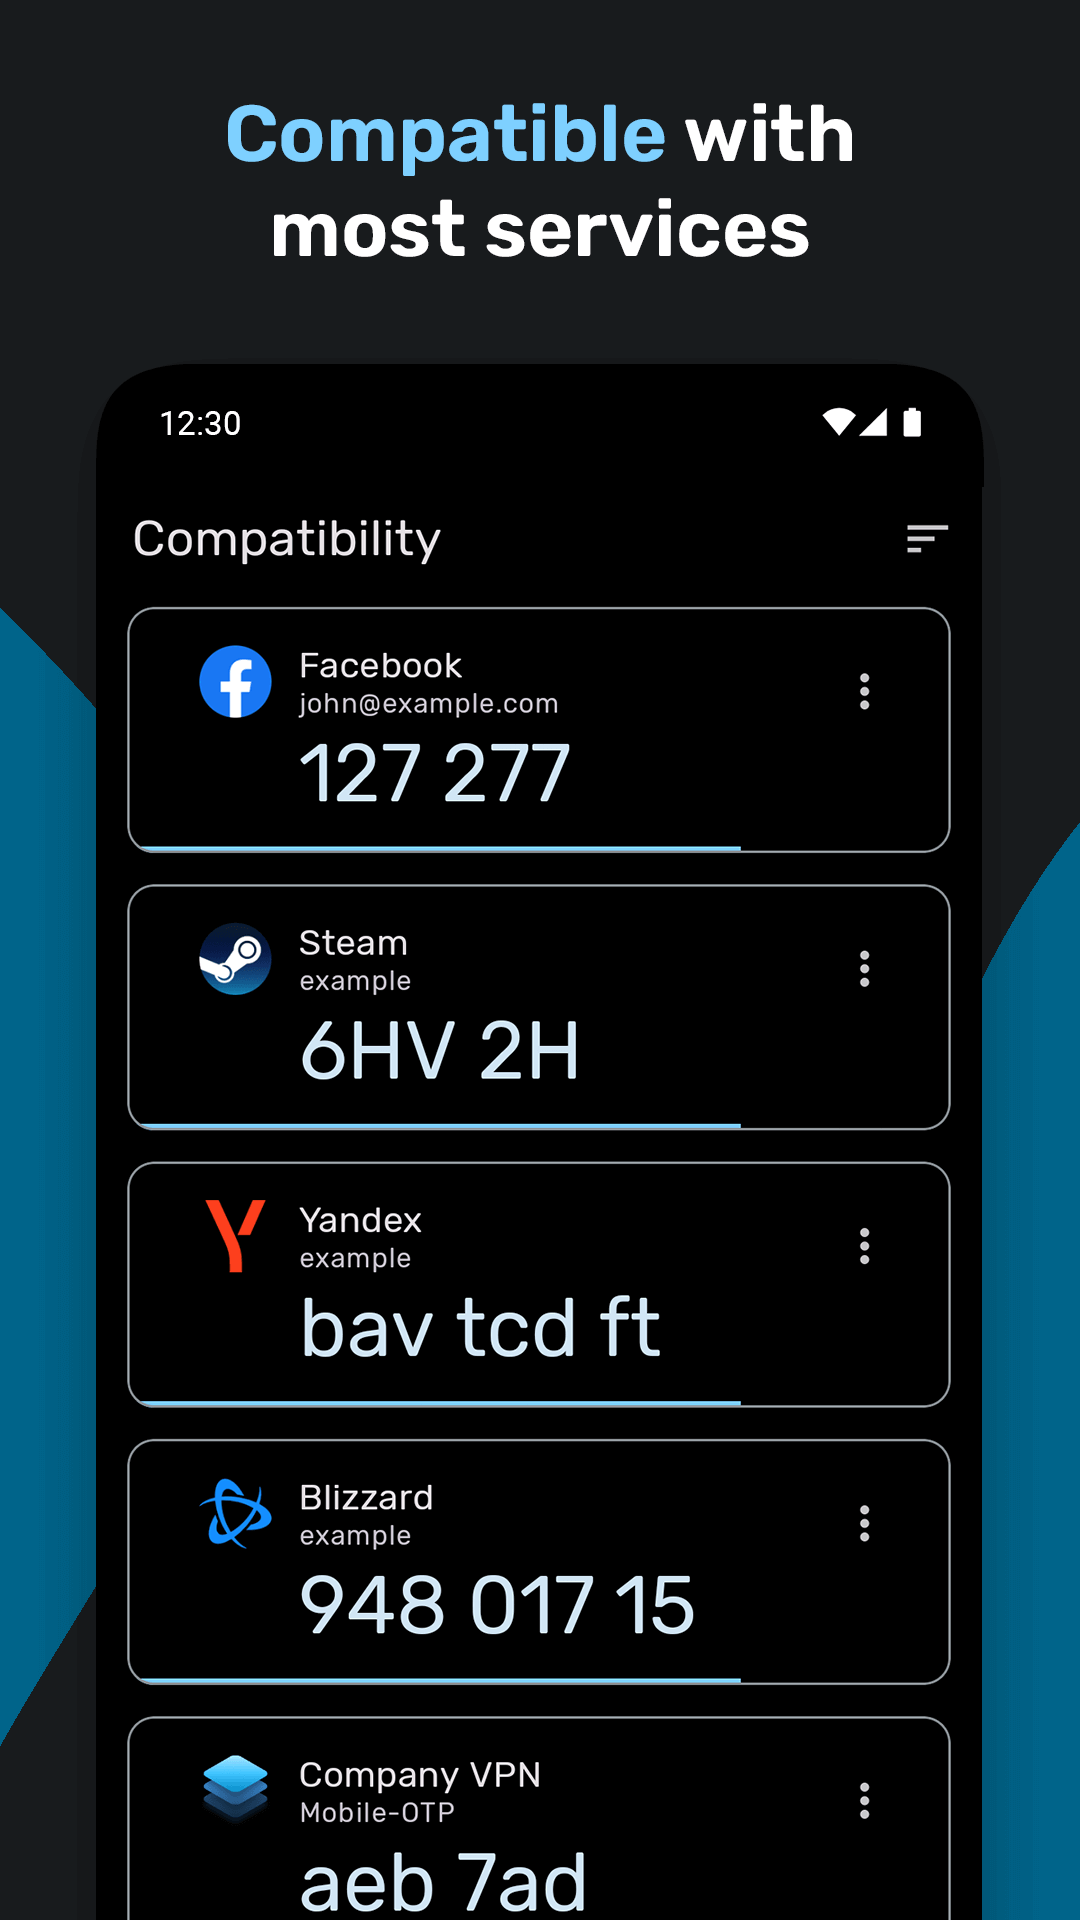 Compatible with
most services
12:30
Compatibility
Facebook
john@example.com
127 277
Steam
example
6HV 2H
Yandex
example
bav tcd ft
Blizzard
example
948 017 15
Company VPN
Mobile-OTP
aeb 7ad